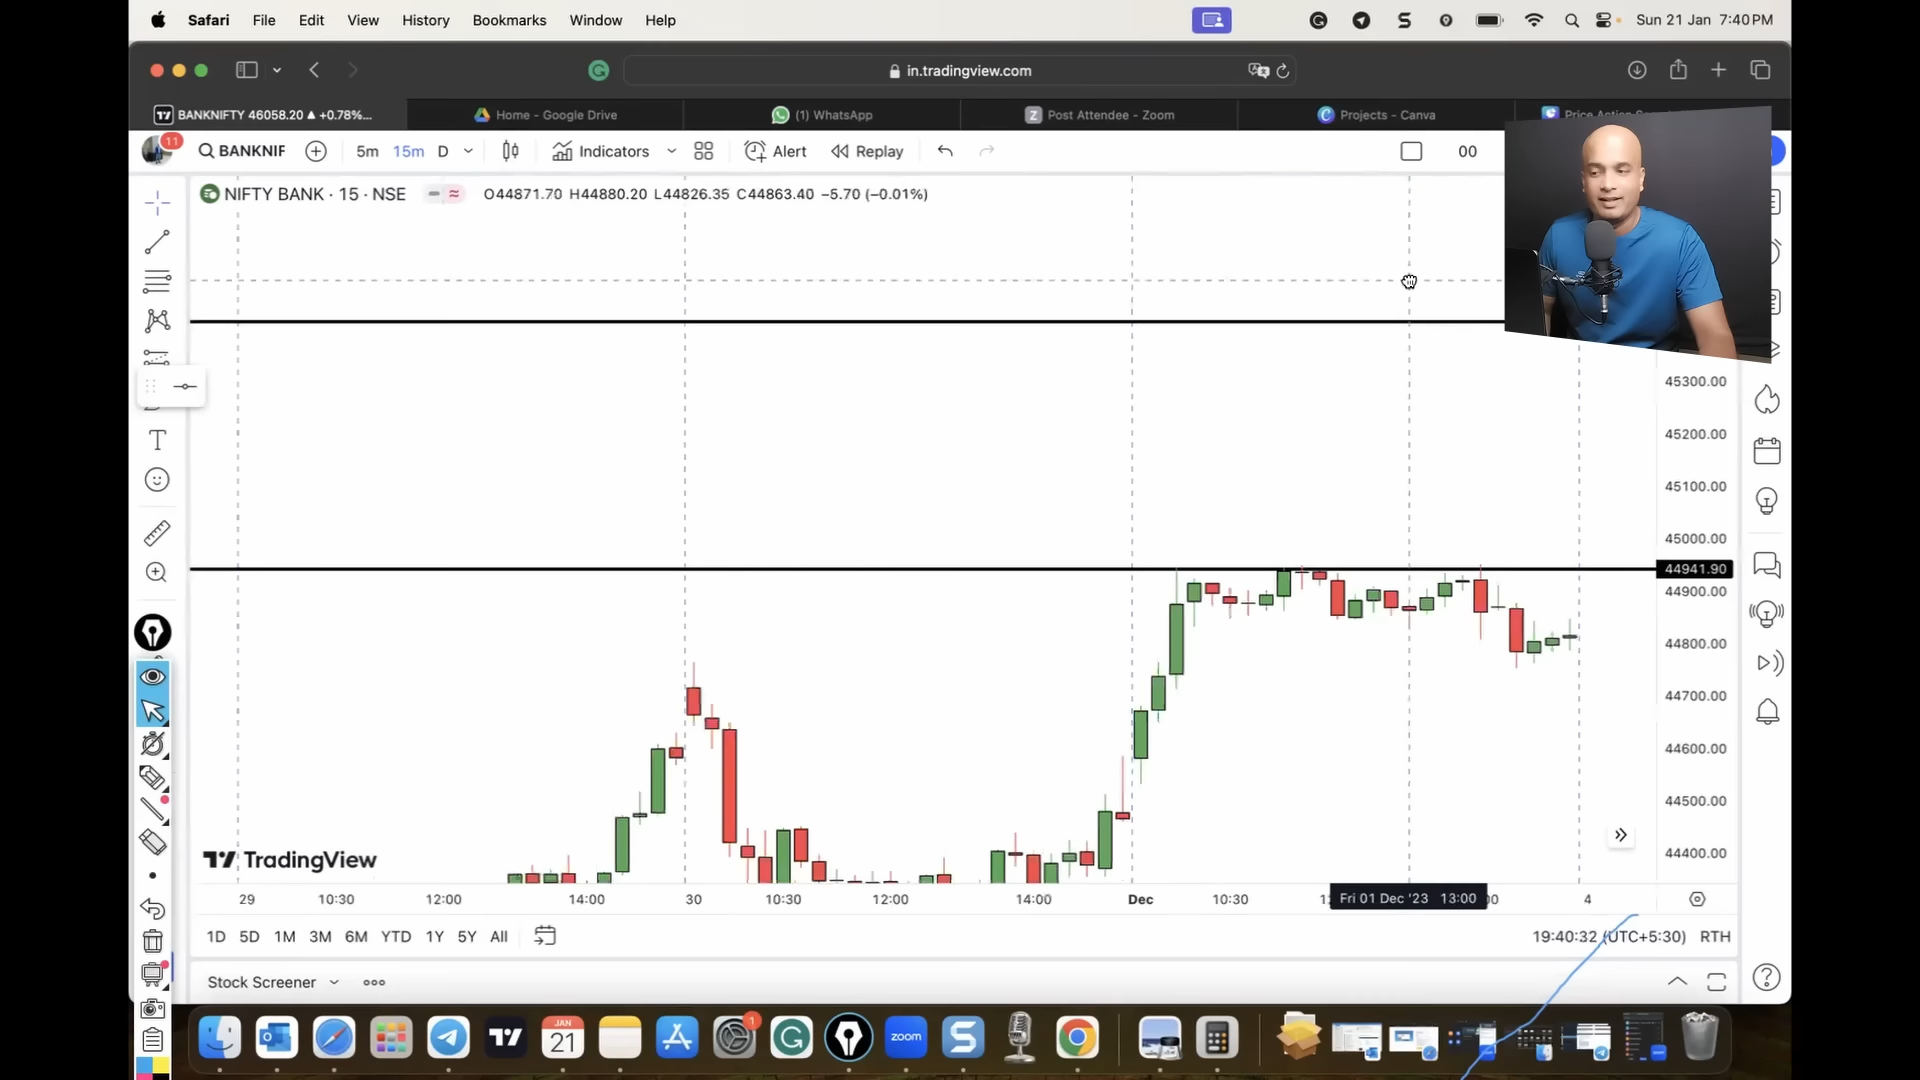 Safari File Edit View History Bookmarks Window Help
Sun 21 Jan 7:40 PM
in.tradingview.com
BANKNIFTY 46058.20 ▲ +0.78%...
Home - Google Drive
(1) WhatsApp
Post Attendee - Zoom
Projects - Canva
11
BANKNIF
5m 15m D
Indicators
Alert
Replay
00
NIFTY BANK · 15 · NSE
O44871.70 H44880.20 L44826.35 C44863.40 −5.70 (−0.01%)
45300.00
45200.00
45100.00
45000.00
44941.90
44900.00
44800.00
44700.00
44600.00
44500.00
44400.00
TradingView
29 10:30 12:00 14:00 30 10:30 12:00 14:00 Dec 10:30 Fri 01 Dec '23 13:00 4
1D 5D 1M 3M 6M YTD 1Y 5Y All
19:40:32 (UTC+5:30) RTH
Stock Screener
JAN
21
1
zoom